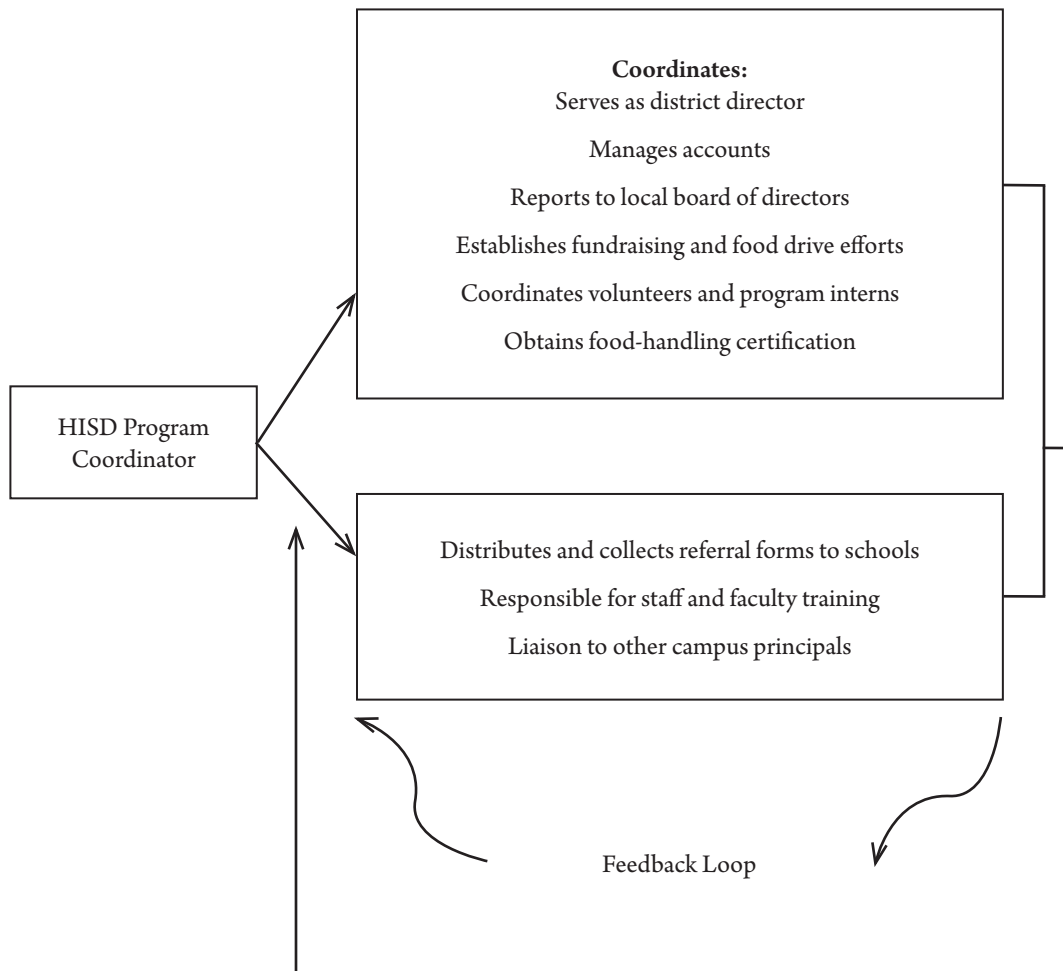 Coordinates:
Serves as district director
Manages accounts
Reports to local board of directors
Establishes fundraising and food drive efforts
Coordinates volunteers and program interns
Obtains food-handling certification
HISD Program
Coordinator
Distributes and collects referral forms to schools
Responsible for staff and faculty training
Liaison to other campus principals
Feedback Loop